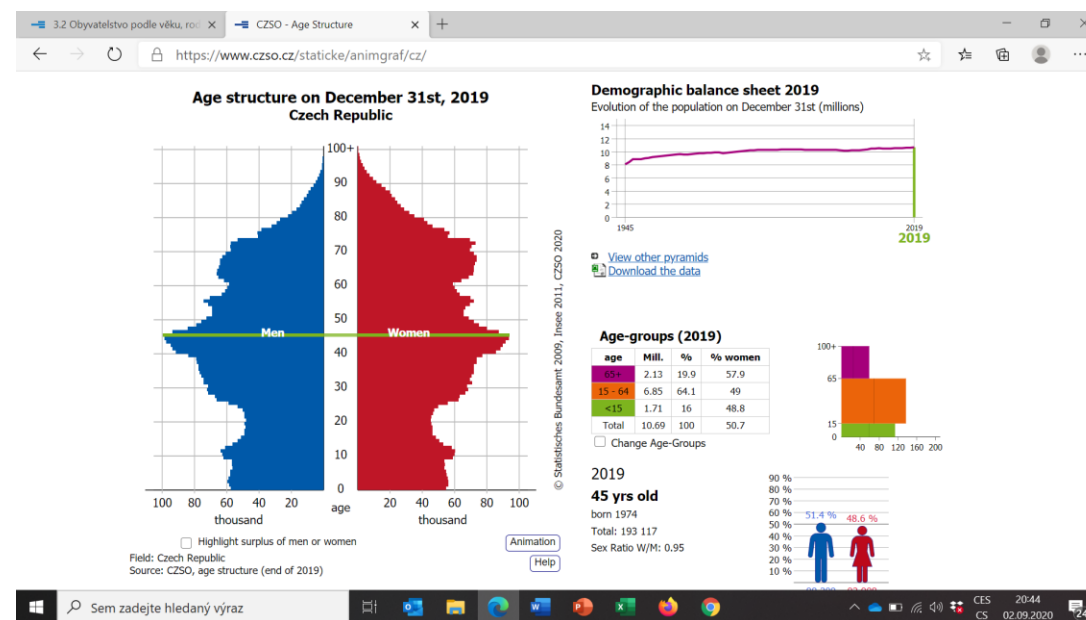 3.2 Obyvatelstvo podle věku, rod
CZSO - Age Structure
https://www.czso.cz/staticke/animgraf/cz/
Age structure on December 31st, 2019
Czech Republic
100+
90
80
70
60
50
40
30
20
10
0
Men
Women
100 80 60 40 20
age
20 40 60 80 100
thousand
thousand
Highlight surplus of men or women
Field: Czech Republic
Source: CZSO, age structure (end of 2019)
Animation
Help
© Statistisches Bundesamt 2009, Insee 2011, CZSO 2020
Demographic balance sheet 2019
Evolution of the population on December 31st (millions)
14
12
10
8
6
4
2
0
1945
2019
2019
View other pyramids
Download the data
Age-groups (2019)
age Mill. % % women
65+ 2.13 19.9 57.9
15 - 64 6.85 64.1 49
<15 1.71 16 48.8
Total 10.69 100 50.7
Change Age-Groups
100+
65
15
0
40 80 120 160 200
2019
45 yrs old
born 1974
Total: 193 117
Sex Ratio W/M: 0.95
90 %
80 %
70 %
60 %
50 %
40 %
30 %
20 %
10 %
51.4 %
48.6 %
Sem zadejte hledaný výraz
CES
CS
20:44
02.09.2020
24